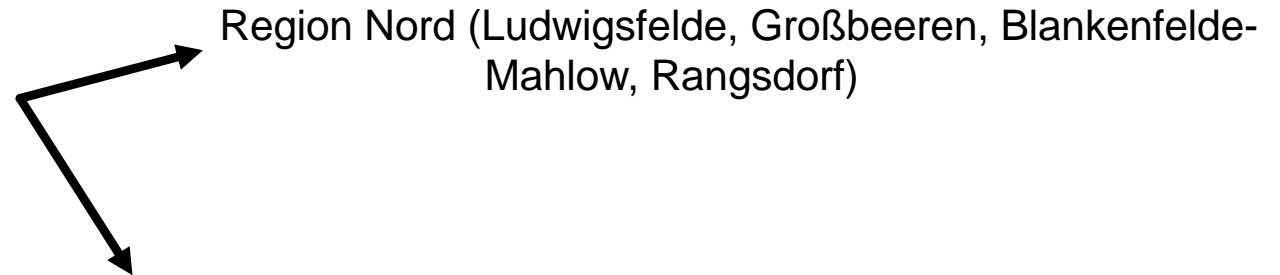 Region Nord (Ludwigsfelde, Großbeeren, Blankenfelde-
Mahlow, Rangsdorf)